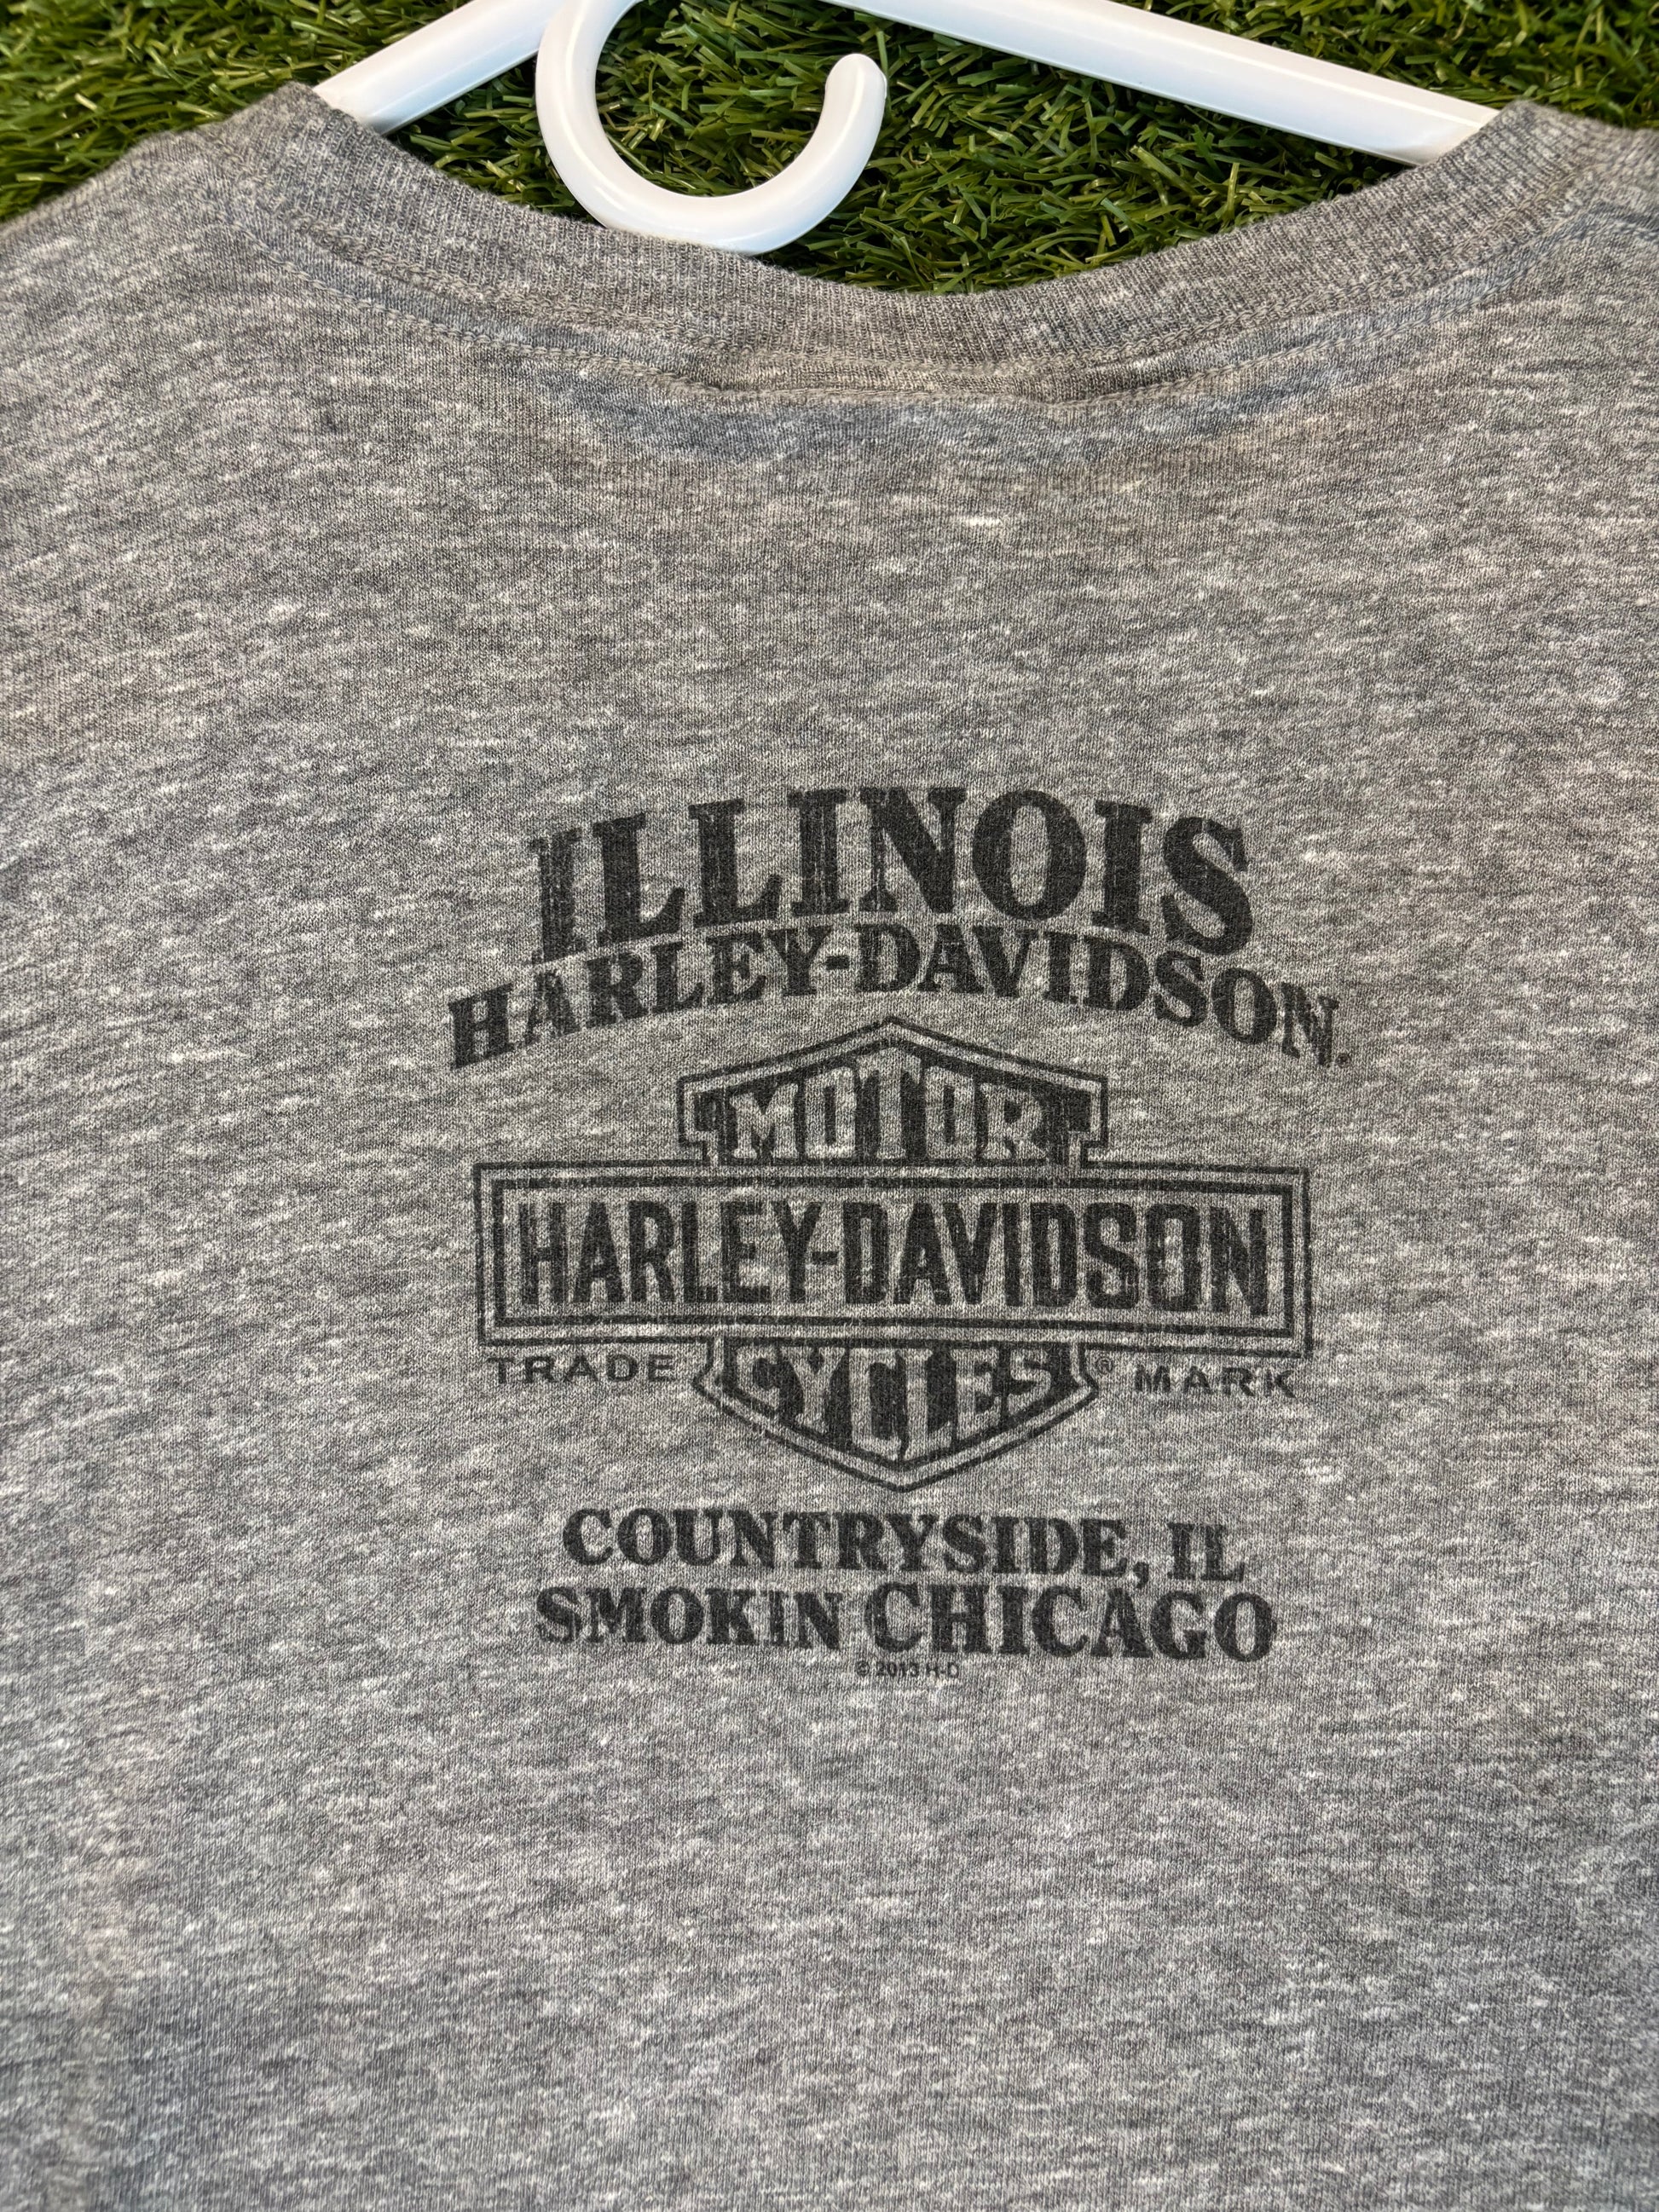 ILLINOIS
HARLEY-DAVIDSON.
MOTOR
HARLEY-DAVIDSON
CYCLES
TRADE ® MARK
COUNTRYSIDE, IL
SMOKIN CHICAGO
© 2013 H-D